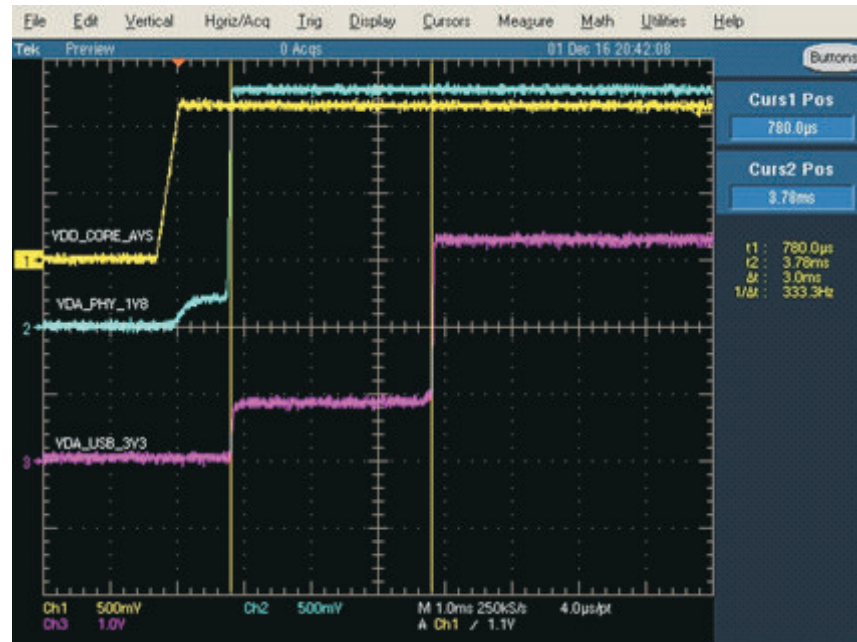 File Edit Vertical Horiz/Acq Trig Display Cursors Measure Math Utilities Help
Tek Preview 0 Acqs 01 Dec 16 20:42:08
Buttons
Curs1 Pos
780.0µs
Curs2 Pos
3.78ms
VDD_CORE_AVS
1
t1 : 780.0µs
t2 : 3.78ms
Δt : 3.0ms
1/Δt : 333.3Hz
VDA_PHY_1V8
2
VDA_USB_3V3
3
Ch1 500mV Ch2 500mV M 1.0ms 250kS/s 4.0µs/pt
Ch3 1.0V A Ch1 / 1.1V